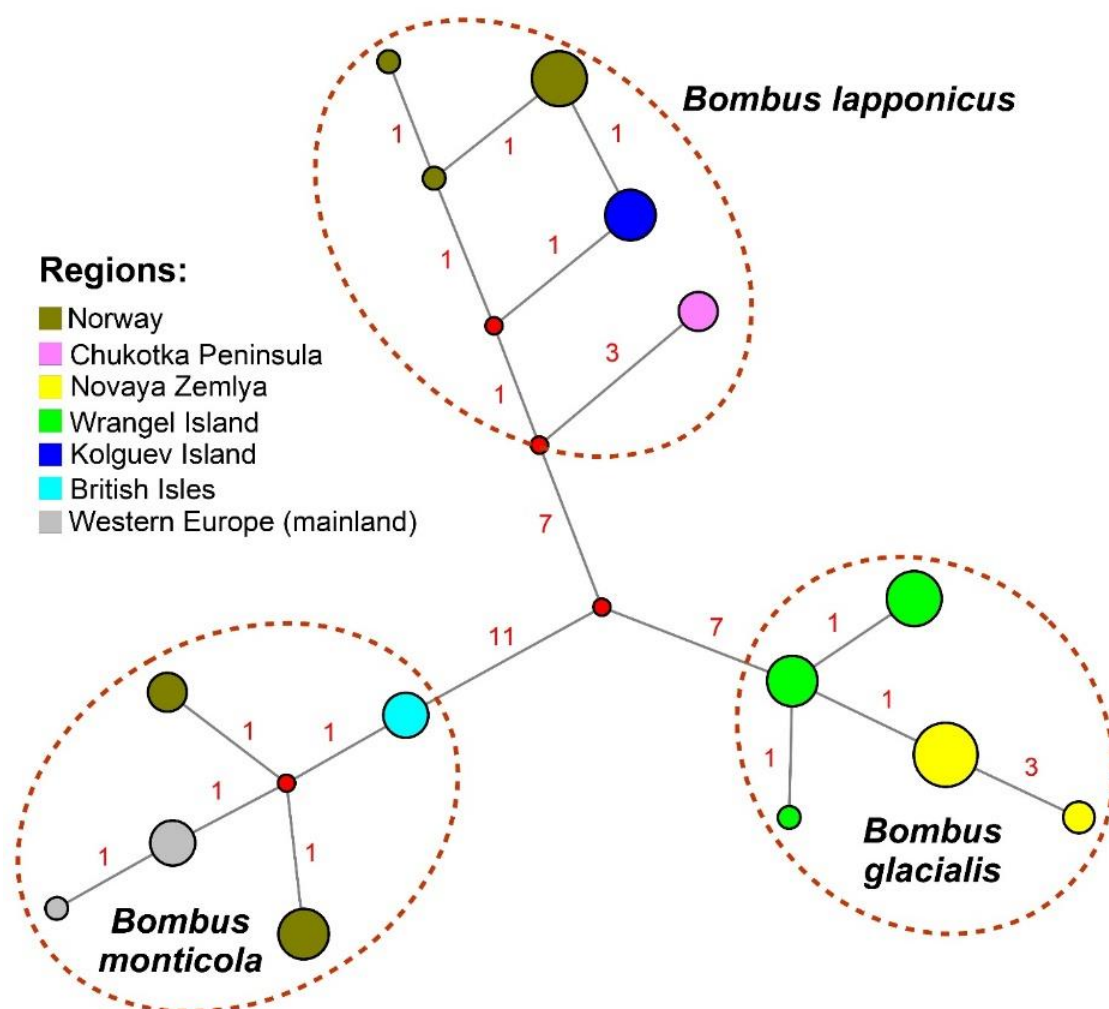 1
1
1
Bombus lapponicus
1
1
3
1
Regions:
Norway
Chukotka Peninsula
Novaya Zemlya
Wrangel Island
Kolguev Island
British Isles
Western Europe (mainland)
7
11
7
1
1
1
3
Bombus
glacialis
1
1
1
1
1
Bombus
monticola